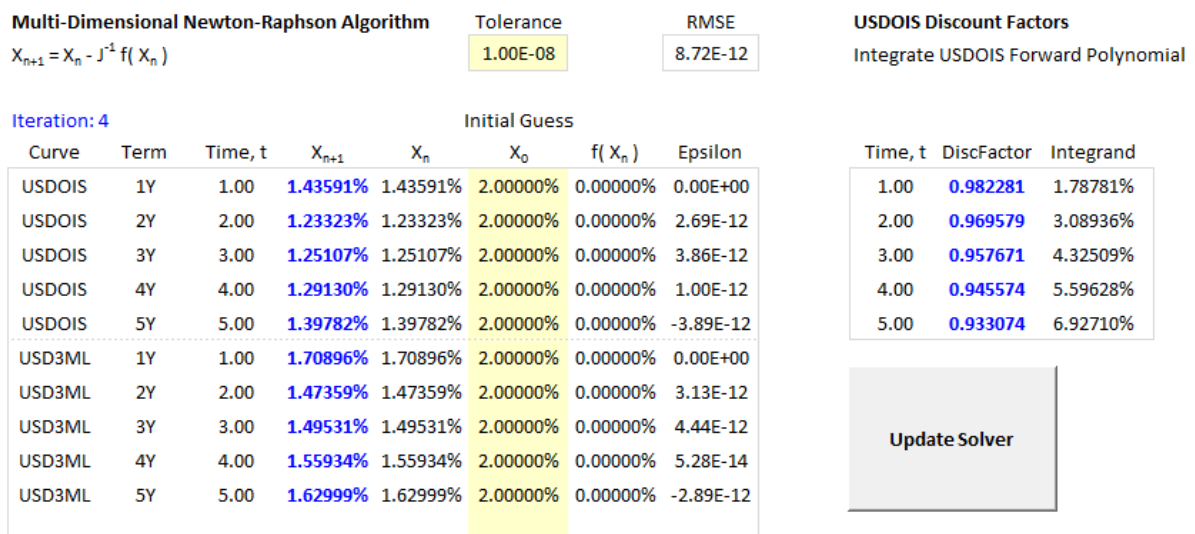 Multi-Dimensional Newton-Raphson Algorithm Tolerance RMSE USDOIS Discount Factors
Xn+1 = Xn - J-1 f( Xn ) 1.00E-08 8.72E-12 Integrate USDOIS Forward Polynomial
Iteration: 4 Initial Guess
Curve Term Time, t Xn+1 Xn X0 f( Xn ) Epsilon Time, t DiscFactor Integrand
USDOIS 1Y 1.00 1.43591% 1.43591% 2.00000% 0.00000% 0.00E+00 1.00 0.982281 1.78781%
USDOIS 2Y 2.00 1.23323% 1.23323% 2.00000% 0.00000% 2.69E-12 2.00 0.969579 3.08936%
USDOIS 3Y 3.00 1.25107% 1.25107% 2.00000% 0.00000% 3.86E-12 3.00 0.957671 4.32509%
USDOIS 4Y 4.00 1.29130% 1.29130% 2.00000% 0.00000% 1.00E-12 4.00 0.945574 5.59628%
USDOIS 5Y 5.00 1.39782% 1.39782% 2.00000% 0.00000% -3.89E-12 5.00 0.933074 6.92710%
USD3ML 1Y 1.00 1.70896% 1.70896% 2.00000% 0.00000% 0.00E+00
USD3ML 2Y 2.00 1.47359% 1.47359% 2.00000% 0.00000% 3.13E-12
USD3ML 3Y 3.00 1.49531% 1.49531% 2.00000% 0.00000% 4.44E-12
USD3ML 4Y 4.00 1.55934% 1.55934% 2.00000% 0.00000% 5.28E-14
USD3ML 5Y 5.00 1.62999% 1.62999% 2.00000% 0.00000% -2.89E-12
Update Solver